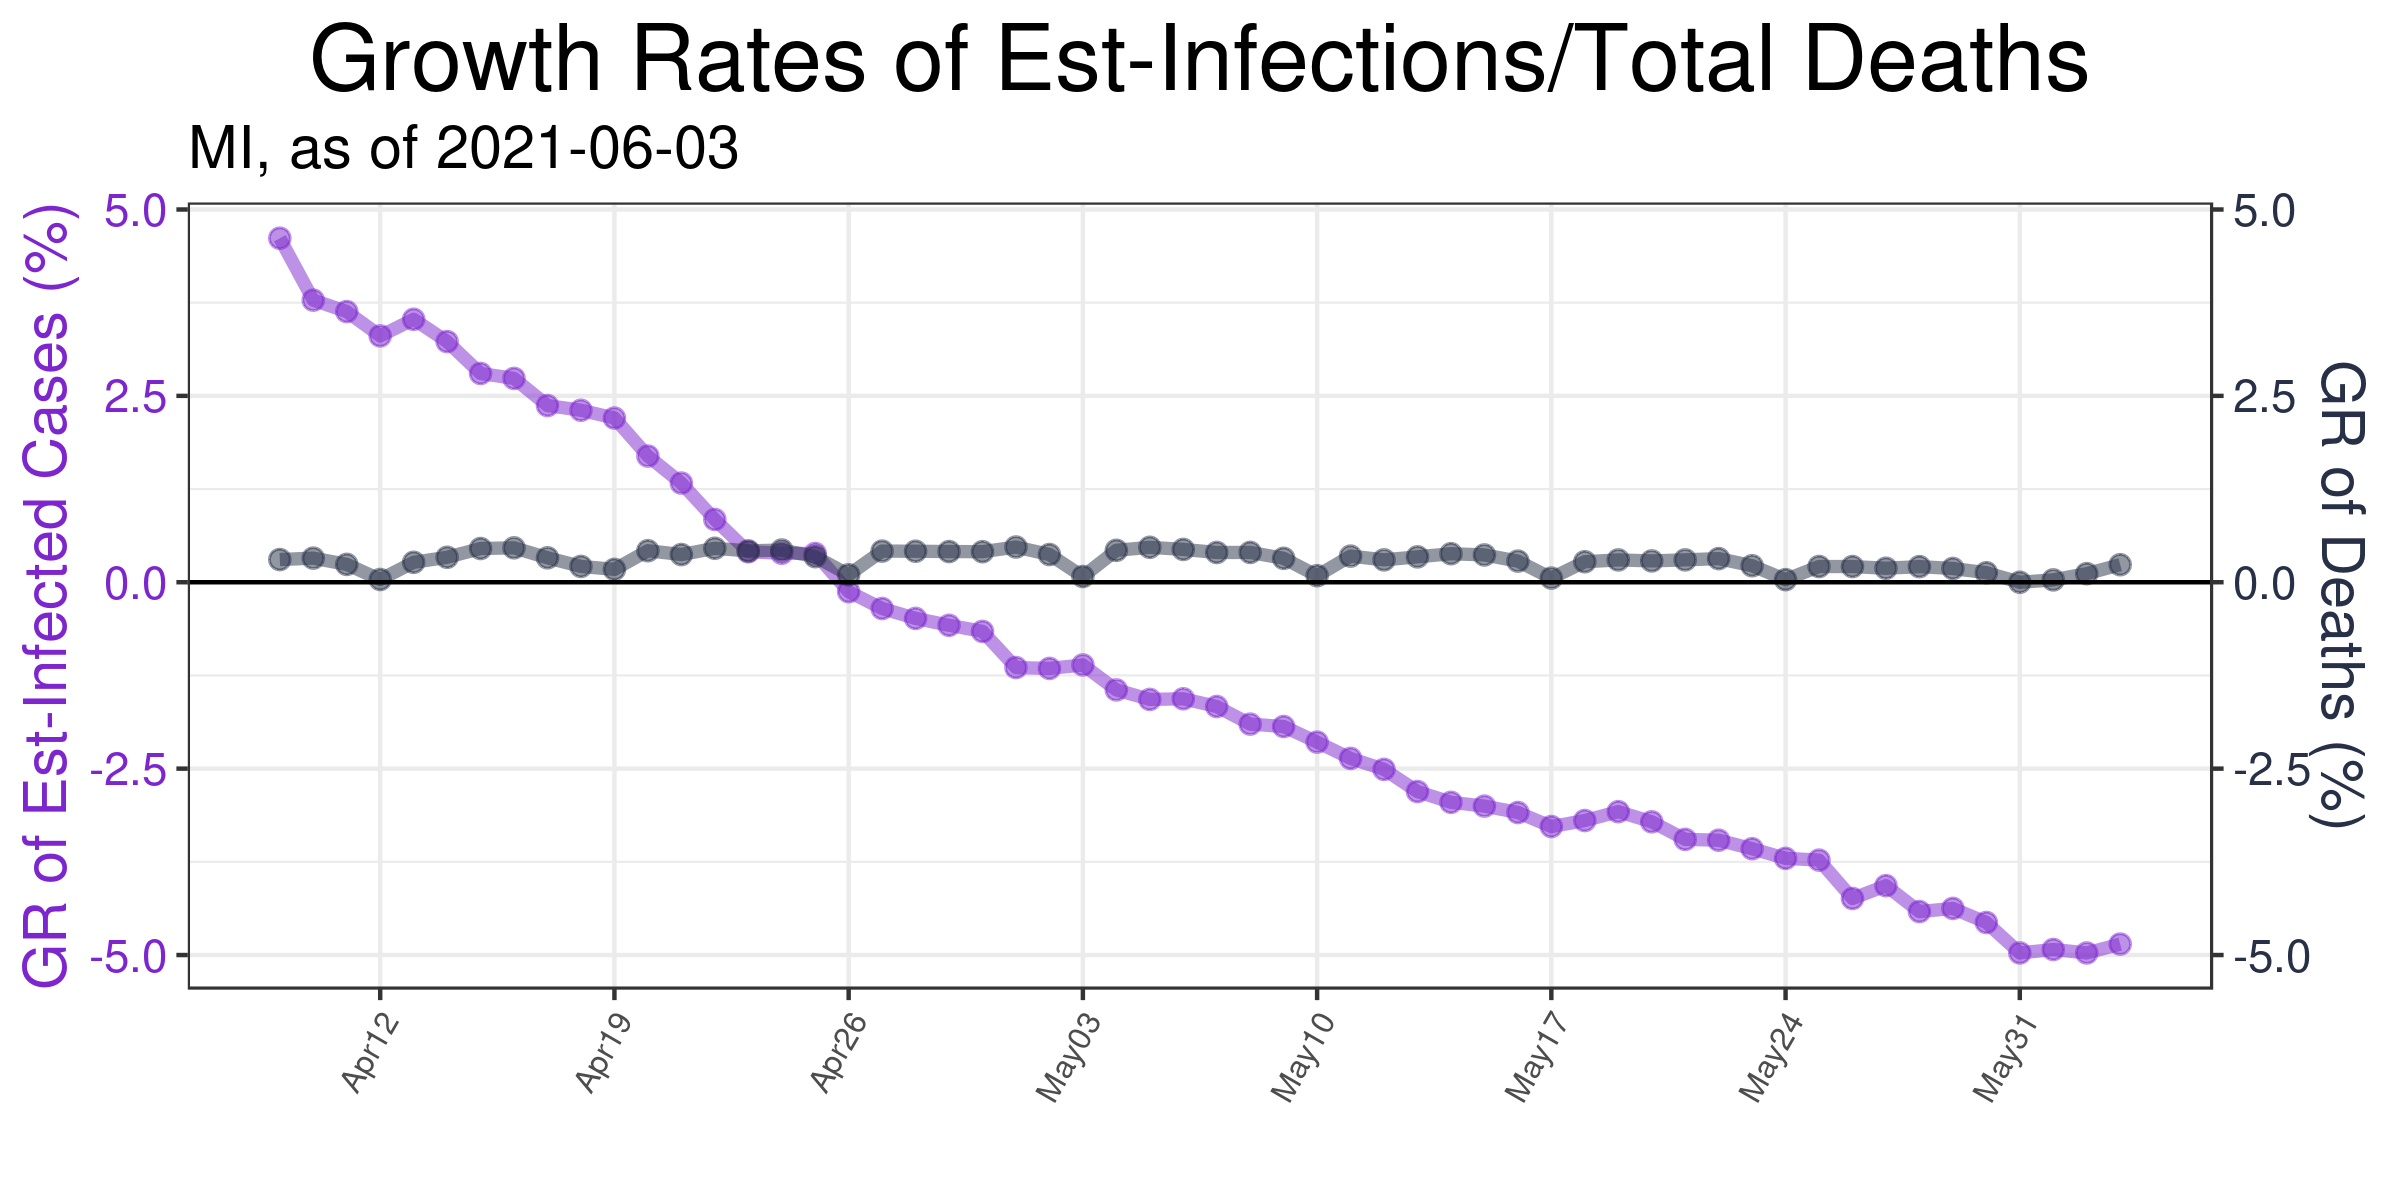 Growth Rates of Est-Infections/Total Deaths
MI, as of 2021-06-03
GR of Est-Infected Cases (%)
5.0
2.5
0.0
-2.5
-5.0
5.0
2.5
0.0
-2.5
-5.0
GR of Deaths (%)
Apr12
Apr19
Apr26
May03
May10
May17
May24
May31